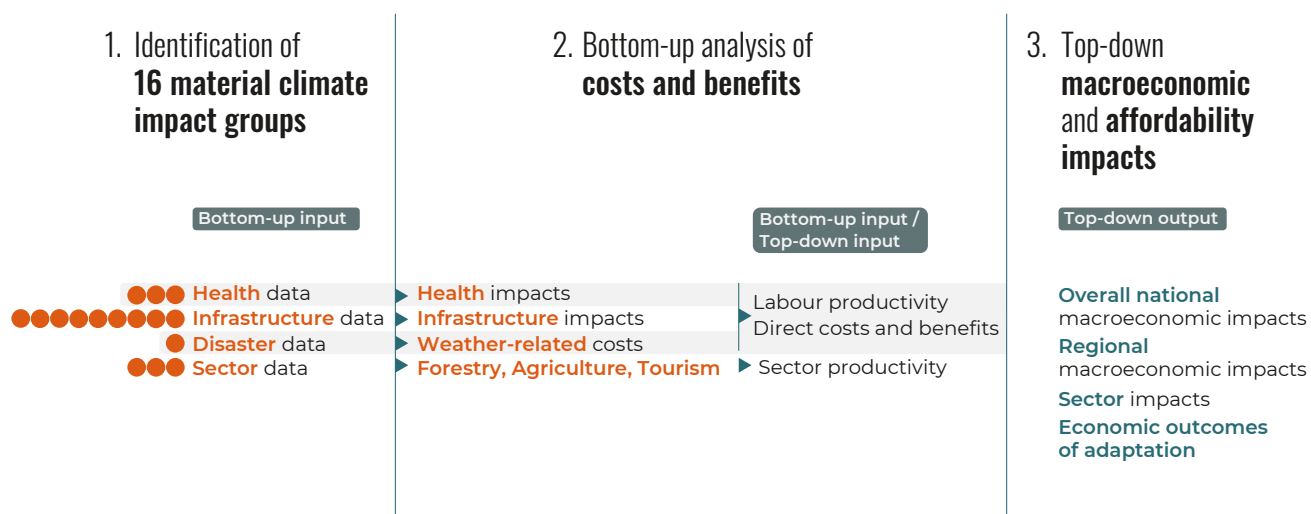 1. Identification of
16 material climate
impact groups
Bottom-up input
Health data
Infrastructure data
Disaster data
Sector data
2. Bottom-up analysis of
costs and benefits
Bottom-up input /
Top-down input
Health impacts
Infrastructure impacts
Weather-related costs
Forestry, Agriculture, Tourism
Labour productivity
Direct costs and benefits
Sector productivity
3. Top-down
macroeconomic
and affordability
impacts
Top-down output
Overall national
macroeconomic impacts
Regional
macroeconomic impacts
Sector impacts
Economic outcomes
of adaptation